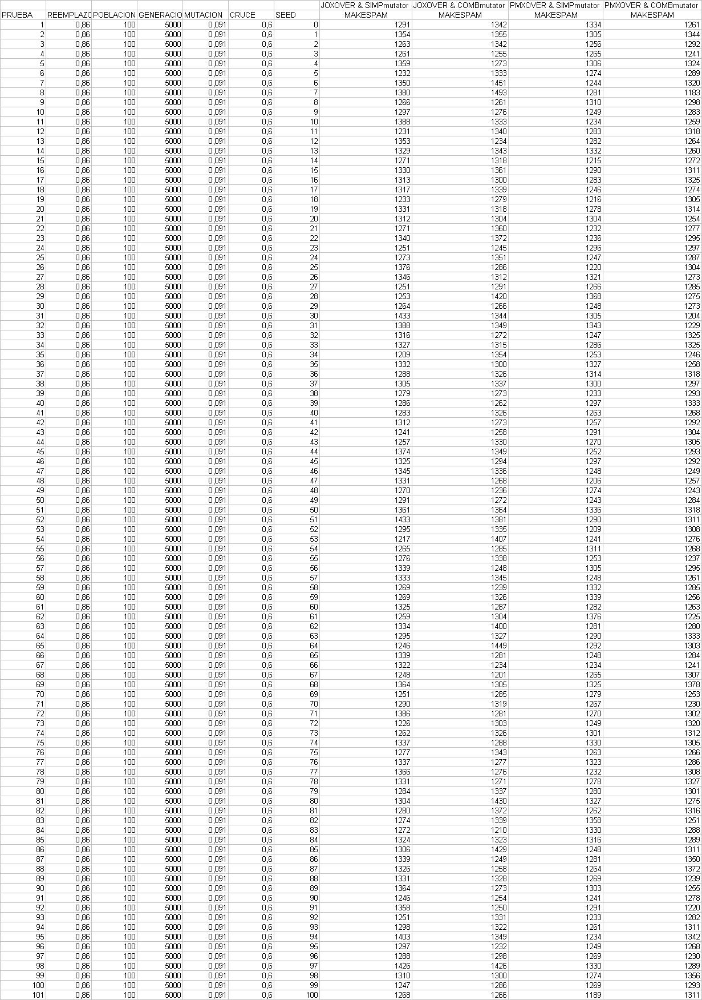 JOXOVER & SIMPmutator JOXOVER & COMBmutator PMXOVER & SIMPmutator PMXOVER & COMBmutator
PRUEBA REEMPLAZO POBLACION GENERACIO MUTACION CRUCE SEED MAKESPAM MAKESPAM MAKESPAM MAKESPAM
1 0,86 100 5000 0,091 0,6 0 1291 1342 1334 1261
2 0,86 100 5000 0,091 0,6 1 1354 1355 1305 1344
3 0,86 100 5000 0,091 0,6 2 1263 1342 1256 1292
4 0,86 100 5000 0,091 0,6 3 1261 1255 1265 1241
5 0,86 100 5000 0,091 0,6 4 1359 1273 1306 1324
6 0,86 100 5000 0,091 0,6 5 1232 1333 1274 1289
7 0,86 100 5000 0,091 0,6 6 1350 1451 1244 1320
8 0,86 100 5000 0,091 0,6 7 1380 1493 1281 1183
9 0,86 100 5000 0,091 0,6 8 1266 1261 1310 1298
10 0,86 100 5000 0,091 0,6 9 1297 1276 1249 1283
11 0,86 100 5000 0,091 0,6 10 1388 1333 1234 1259
12 0,86 100 5000 0,091 0,6 11 1231 1340 1283 1318
13 0,86 100 5000 0,091 0,6 12 1353 1234 1282 1264
14 0,86 100 5000 0,091 0,6 13 1329 1343 1332 1260
15 0,86 100 5000 0,091 0,6 14 1271 1318 1215 1272
16 0,86 100 5000 0,091 0,6 15 1330 1361 1290 1311
17 0,86 100 5000 0,091 0,6 16 1313 1300 1283 1325
18 0,86 100 5000 0,091 0,6 17 1317 1339 1246 1274
19 0,86 100 5000 0,091 0,6 18 1233 1279 1216 1305
20 0,86 100 5000 0,091 0,6 19 1331 1318 1278 1314
21 0,86 100 5000 0,091 0,6 20 1312 1304 1304 1254
22 0,86 100 5000 0,091 0,6 21 1271 1360 1232 1277
23 0,86 100 5000 0,091 0,6 22 1340 1372 1236 1295
24 0,86 100 5000 0,091 0,6 23 1251 1245 1296 1297
25 0,86 100 5000 0,091 0,6 24 1273 1351 1247 1287
26 0,86 100 5000 0,091 0,6 25 1376 1286 1220 1304
27 0,86 100 5000 0,091 0,6 26 1346 1312 1321 1273
28 0,86 100 5000 0,091 0,6 27 1251 1291 1266 1285
29 0,86 100 5000 0,091 0,6 28 1253 1420 1368 1275
30 0,86 100 5000 0,091 0,6 29 1264 1266 1248 1273
31 0,86 100 5000 0,091 0,6 30 1433 1344 1305 1204
32 0,86 100 5000 0,091 0,6 31 1388 1349 1343 1229
33 0,86 100 5000 0,091 0,6 32 1316 1272 1247 1325
34 0,86 100 5000 0,091 0,6 33 1327 1315 1286 1325
35 0,86 100 5000 0,091 0,6 34 1209 1354 1253 1246
36 0,86 100 5000 0,091 0,6 35 1332 1300 1327 1258
37 0,86 100 5000 0,091 0,6 36 1288 1326 1314 1318
38 0,86 100 5000 0,091 0,6 37 1305 1337 1300 1297
39 0,86 100 5000 0,091 0,6 38 1279 1273 1233 1293
40 0,86 100 5000 0,091 0,6 39 1286 1262 1297 1333
41 0,86 100 5000 0,091 0,6 40 1283 1326 1263 1268
42 0,86 100 5000 0,091 0,6 41 1312 1273 1257 1292
43 0,86 100 5000 0,091 0,6 42 1241 1258 1291 1304
44 0,86 100 5000 0,091 0,6 43 1257 1330 1270 1305
45 0,86 100 5000 0,091 0,6 44 1374 1349 1252 1293
46 0,86 100 5000 0,091 0,6 45 1325 1294 1297 1292
47 0,86 100 5000 0,091 0,6 46 1345 1336 1248 1249
48 0,86 100 5000 0,091 0,6 47 1331 1268 1206 1257
49 0,86 100 5000 0,091 0,6 48 1270 1236 1274 1243
50 0,86 100 5000 0,091 0,6 49 1291 1272 1243 1284
51 0,86 100 5000 0,091 0,6 50 1361 1364 1336 1318
52 0,86 100 5000 0,091 0,6 51 1433 1381 1290 1311
53 0,86 100 5000 0,091 0,6 52 1295 1335 1209 1308
54 0,86 100 5000 0,091 0,6 53 1217 1407 1241 1276
55 0,86 100 5000 0,091 0,6 54 1265 1285 1311 1268
56 0,86 100 5000 0,091 0,6 55 1276 1338 1253 1237
57 0,86 100 5000 0,091 0,6 56 1339 1248 1305 1295
58 0,86 100 5000 0,091 0,6 57 1333 1345 1248 1261
59 0,86 100 5000 0,091 0,6 58 1269 1239 1332 1285
60 0,86 100 5000 0,091 0,6 59 1269 1326 1339 1256
61 0,86 100 5000 0,091 0,6 60 1325 1287 1282 1263
62 0,86 100 5000 0,091 0,6 61 1259 1304 1376 1225
63 0,86 100 5000 0,091 0,6 62 1334 1400 1281 1280
64 0,86 100 5000 0,091 0,6 63 1295 1327 1290 1333
65 0,86 100 5000 0,091 0,6 64 1246 1449 1292 1303
66 0,86 100 5000 0,091 0,6 65 1339 1281 1248 1284
67 0,86 100 5000 0,091 0,6 66 1322 1234 1234 1241
68 0,86 100 5000 0,091 0,6 67 1248 1201 1265 1307
69 0,86 100 5000 0,091 0,6 68 1364 1305 1325 1378
70 0,86 100 5000 0,091 0,6 69 1251 1285 1279 1253
71 0,86 100 5000 0,091 0,6 70 1290 1319 1267 1230
72 0,86 100 5000 0,091 0,6 71 1386 1281 1270 1302
73 0,86 100 5000 0,091 0,6 72 1226 1303 1249 1320
74 0,86 100 5000 0,091 0,6 73 1262 1326 1301 1312
75 0,86 100 5000 0,091 0,6 74 1337 1288 1330 1305
76 0,86 100 5000 0,091 0,6 75 1277 1343 1263 1266
77 0,86 100 5000 0,091 0,6 76 1337 1277 1323 1286
78 0,86 100 5000 0,091 0,6 77 1366 1276 1232 1308
79 0,86 100 5000 0,091 0,6 78 1331 1271 1278 1327
80 0,86 100 5000 0,091 0,6 79 1284 1337 1280 1301
81 0,86 100 5000 0,091 0,6 80 1304 1430 1327 1275
82 0,86 100 5000 0,091 0,6 81 1280 1372 1262 1316
83 0,86 100 5000 0,091 0,6 82 1274 1339 1358 1251
84 0,86 100 5000 0,091 0,6 83 1272 1210 1330 1288
85 0,86 100 5000 0,091 0,6 84 1324 1323 1316 1289
86 0,86 100 5000 0,091 0,6 85 1306 1429 1248 1311
87 0,86 100 5000 0,091 0,6 86 1339 1249 1281 1350
88 0,86 100 5000 0,091 0,6 87 1326 1258 1264 1372
89 0,86 100 5000 0,091 0,6 88 1331 1328 1269 1239
90 0,86 100 5000 0,091 0,6 89 1364 1273 1303 1255
91 0,86 100 5000 0,091 0,6 90 1246 1254 1241 1278
92 0,86 100 5000 0,091 0,6 91 1358 1250 1291 1220
93 0,86 100 5000 0,091 0,6 92 1251 1331 1233 1282
94 0,86 100 5000 0,091 0,6 93 1298 1322 1261 1311
95 0,86 100 5000 0,091 0,6 94 1403 1349 1234 1342
96 0,86 100 5000 0,091 0,6 95 1297 1232 1249 1268
97 0,86 100 5000 0,091 0,6 96 1288 1298 1269 1230
98 0,86 100 5000 0,091 0,6 97 1426 1426 1330 1289
99 0,86 100 5000 0,091 0,6 98 1310 1300 1274 1356
100 0,86 100 5000 0,091 0,6 99 1247 1286 1269 1293
101 0,86 100 5000 0,091 0,6 100 1268 1266 1189 1311